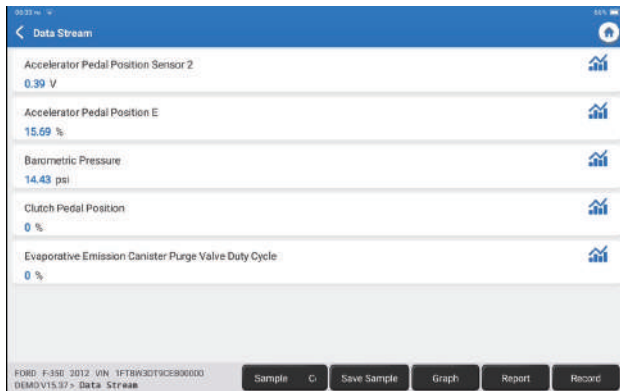 Data Stream
Accelerator Pedal Position Sensor 2
0.39 V
Accelerator Pedal Position E
15.69 %
Barometric Pressure
14.43 psi
Clutch Pedal Position
0 %
Evaporative Emission Canister Purge Valve Duty Cycle
0 %
FORD F-350 2012 VIN
DEMO V15.37 > Data Stream
Sample Save Sample Graph Report Record